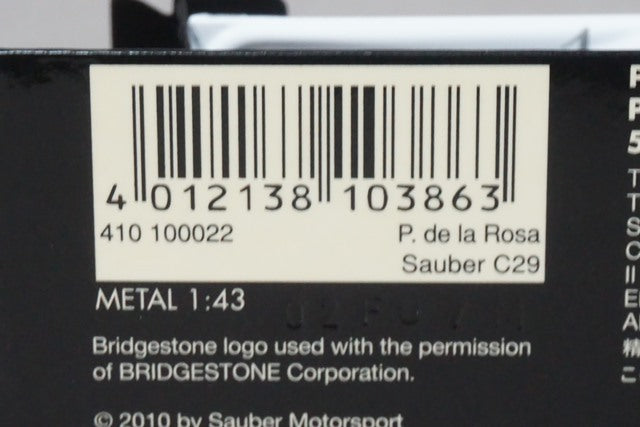 4 012138 103863
410 100022 P. de la Rosa
Sauber C29
METAL 1:43
Bridgestone logo used with the permission
of BRIDGESTONE Corporation.
© 2010 by Sauber Motorsport